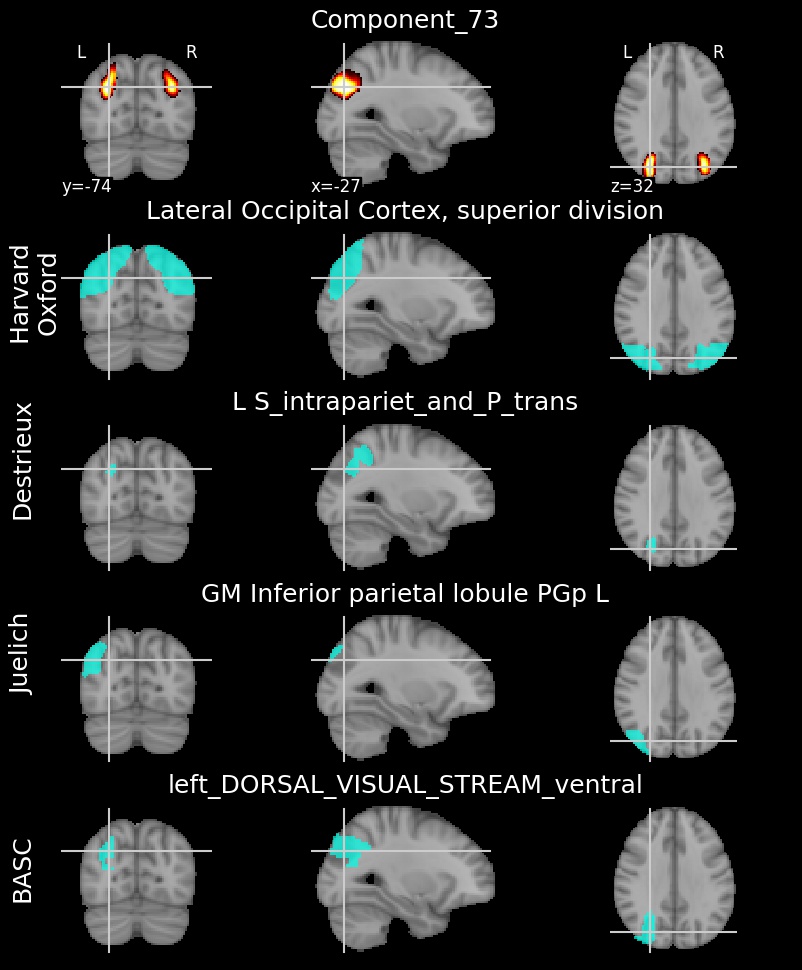 Component_73
L R
L R
y=-74
x=-27
z=32
Lateral Occipital Cortex, superior division
Harvard
Oxford
L S_intrapariet_and_P_trans
Destrieux
GM Inferior parietal lobule PGp L
Juelich
left_DORSAL_VISUAL_STREAM_ventral
BASC